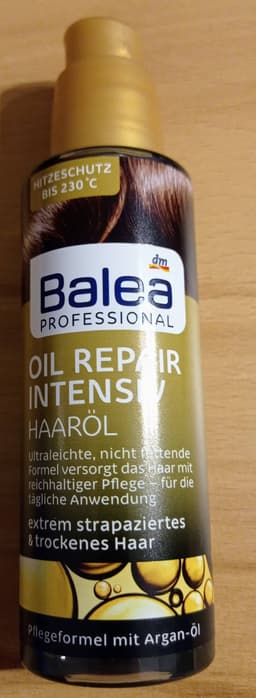 HITZESCHUTZ
BIS 230°C
dm
Balea
PROFESSIONAL
OIL REPAIR
INTENSIV
HAARÖL
Ultraleichte, nicht fettende
Formel versorgt das Haar mit
reichhaltiger Pflege – für die
tägliche Anwendung
extrem strapaziertes
& trockenes Haar
Pflegeformel mit Argan-Öl